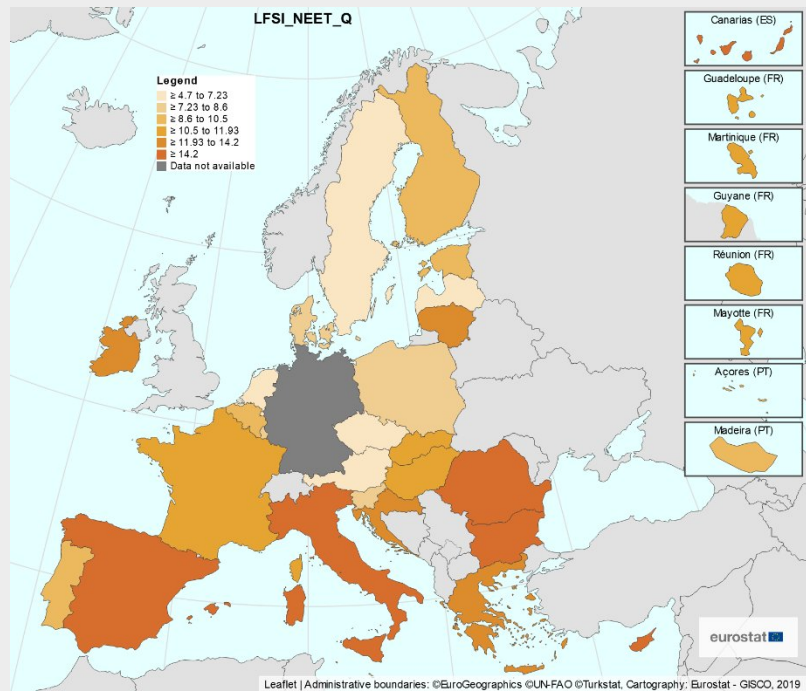 LFSI_NEET_Q
Legend
≥ 4.7 to 7.23
≥ 7.23 to 8.6
≥ 8.6 to 10.5
≥ 10.5 to 11.93
≥ 11.93 to 14.2
≥ 14.2
Data not available
Canarias (ES)
Guadeloupe (FR)
Martinique (FR)
Guyane (FR)
Réunion (FR)
Mayotte (FR)
Açores (PT)
Madeira (PT)
eurostat
Leaflet | Administrative boundaries: ©EuroGeographics ©UN-FAO ©Turkstat, Cartography: Eurostat - GISCO, 2019